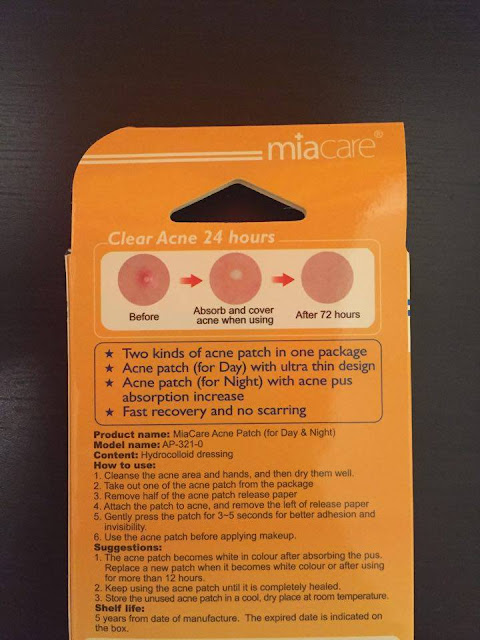 miacare®
Clear Acne 24 hours
Before
Absorb and cover
acne when using
After 72 hours
★ Two kinds of acne patch in one package
★ Acne patch (for Day) with ultra thin design
★ Acne patch (for Night) with acne pus
absorption increase
★ Fast recovery and no scarring
Product name: MiaCare Acne Patch (for Day & Night)
Model name: AP-321-0
Content: Hydrocolloid dressing
How to use:
1. Cleanse the acne area and hands, and then dry them well.
2. Take out one of the acne patch from the package
3. Remove half of the acne patch release paper
4. Attach the patch to acne, and remove the left of release paper
5. Gently press the patch for 3~5 seconds for better adhesion and
invisibility.
6. Use the acne patch before applying makeup.
Suggestions:
1. The acne patch becomes white in colour after absorbing the pus.
Replace a new patch when it becomes white colour or after using
for more than 12 hours.
2. Keep using the acne patch until it is completely healed.
3. Store the unused acne patch in a cool, dry place at room temperature.
Shelf life:
5 years from date of manufacture. The expired date is indicated on
the box.